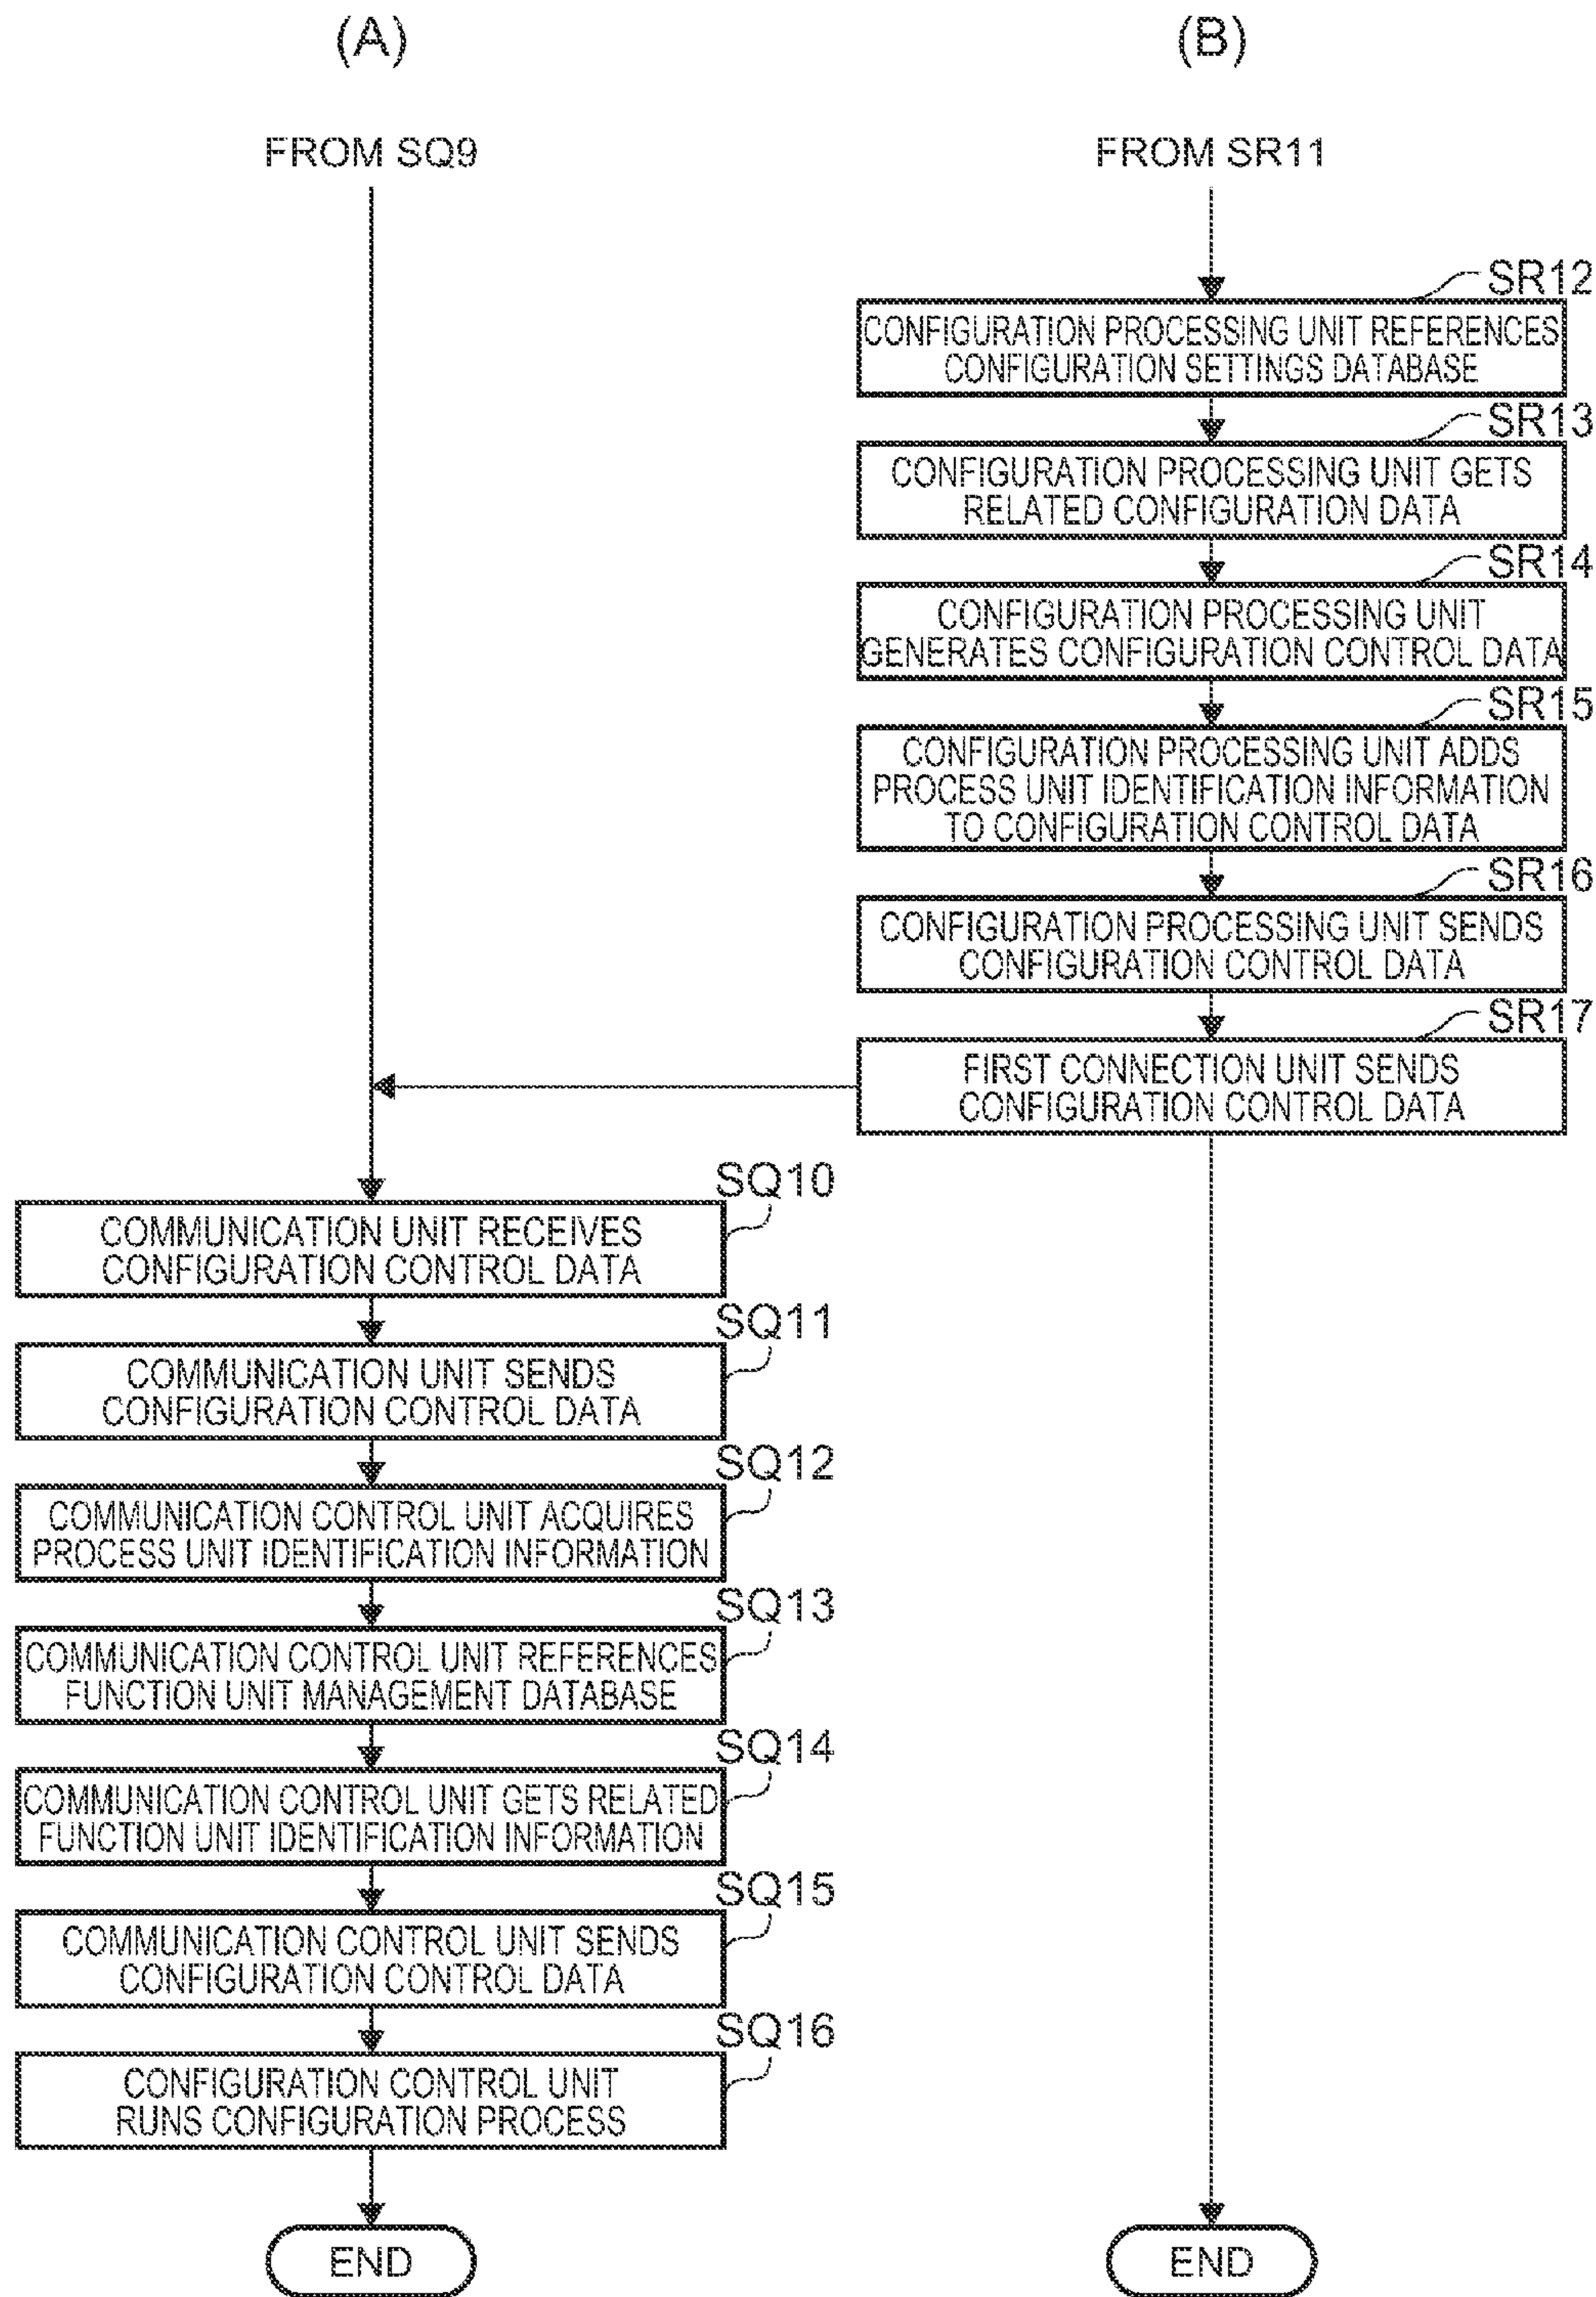 (A)
FROM SQ9
SQ10
COMMUNICATION UNIT RECEIVES
CONFIGURATION CONTROL DATA
SQ11
COMMUNICATION UNIT SENDS
CONFIGURATION CONTROL DATA
SQ12
COMMUNICATION CONTROL UNIT ACQUIRES
PROCESS UNIT IDENTIFICATION INFORMATION
SQ13
COMMUNICATION CONTROL UNIT REFERENCES
FUNCTION UNIT MANAGEMENT DATABASE
SQ14
COMMUNICATION CONTROL UNIT GETS RELATED
FUNCTION UNIT IDENTIFICATION INFORMATION
SQ15
COMMUNICATION CONTROL UNIT SENDS
CONFIGURATION CONTROL DATA
SQ16
CONFIGURATION CONTROL UNIT
RUNS CONFIGURATION PROCESS
END
(B)
FROM SR11
SR12
CONFIGURATION PROCESSING UNIT REFERENCES
CONFIGURATION SETTINGS DATABASE
SR13
CONFIGURATION PROCESSING UNIT GETS
RELATED CONFIGURATION DATA
SR14
CONFIGURATION PROCESSING UNIT
GENERATES CONFIGURATION CONTROL DATA
SR15
CONFIGURATION PROCESSING UNIT ADDS
PROCESS UNIT IDENTIFICATION INFORMATION
TO CONFIGURATION CONTROL DATA
SR16
CONFIGURATION PROCESSING UNIT SENDS
CONFIGURATION CONTROL DATA
SR17
FIRST CONNECTION UNIT SENDS
CONFIGURATION CONTROL DATA
END